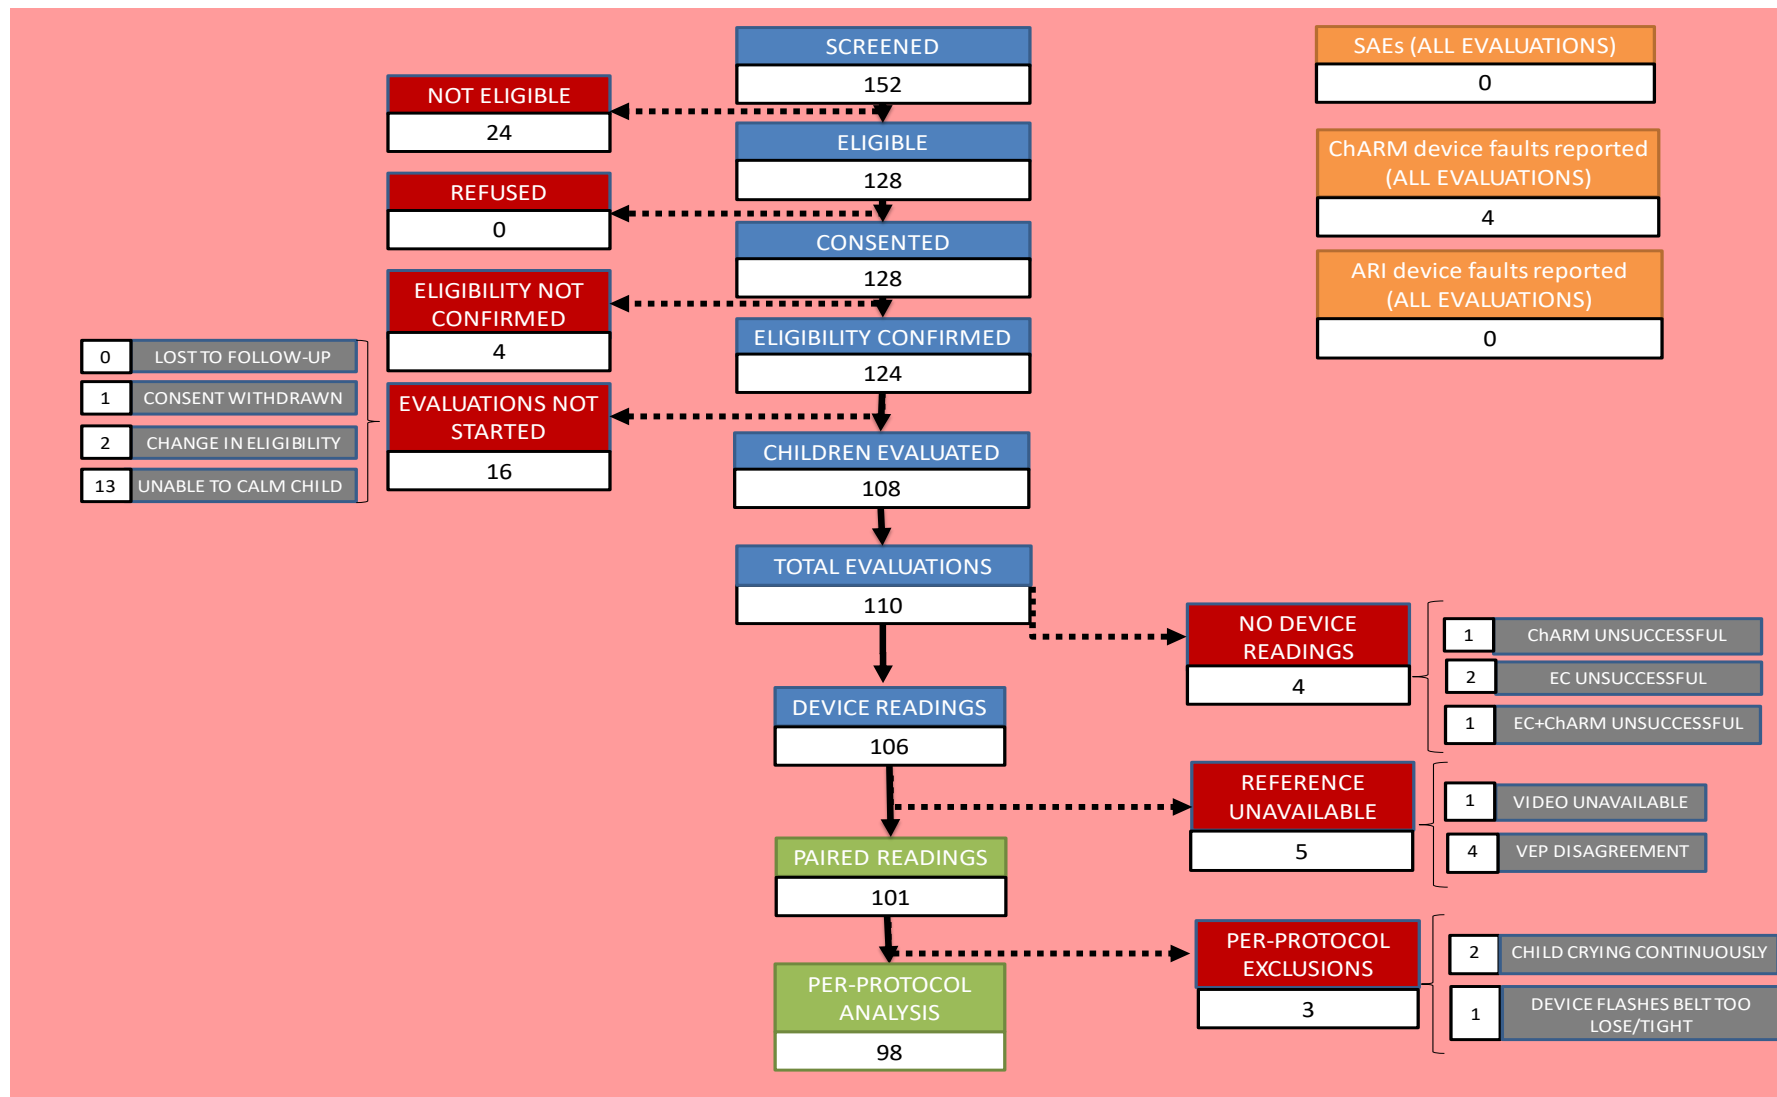 SCREENED
152
NOT ELIGIBLE
24
ELIGIBLE
128
REFUSED
0
CONSENTED
128
ELIGIBILITY NOT
CONFIRMED
4
ELIGIBILITY CONFIRMED
124
EVALUATIONS NOT
STARTED
16
0 LOST TO FOLLOW-UP
1 CONSENT WITHDRAWN
2 CHANGE IN ELIGIBILITY
13 UNABLE TO CALM CHILD
CHILDREN EVALUATED
108
TOTAL EVALUATIONS
110
NO DEVICE
READINGS
4
1 ChARM UNSUCCESSFUL
2 EC UNSUCCESSFUL
1 EC+ChARM UNSUCCESSFUL
DEVICE READINGS
106
REFERENCE
UNAVAILABLE
5
1 VIDEO UNAVAILABLE
4 VEP DISAGREEMENT
PAIRED READINGS
101
PER-PROTOCOL
EXCLUSIONS
3
2 CHILD CRYING CONTINUOUSLY
1 DEVICE FLASHES BELT TOO
LOSE/TIGHT
PER-PROTOCOL
ANALYSIS
98
SAEs (ALL EVALUATIONS)
0
ChARM device faults reported
(ALL EVALUATIONS)
4
ARI device faults reported
(ALL EVALUATIONS)
0